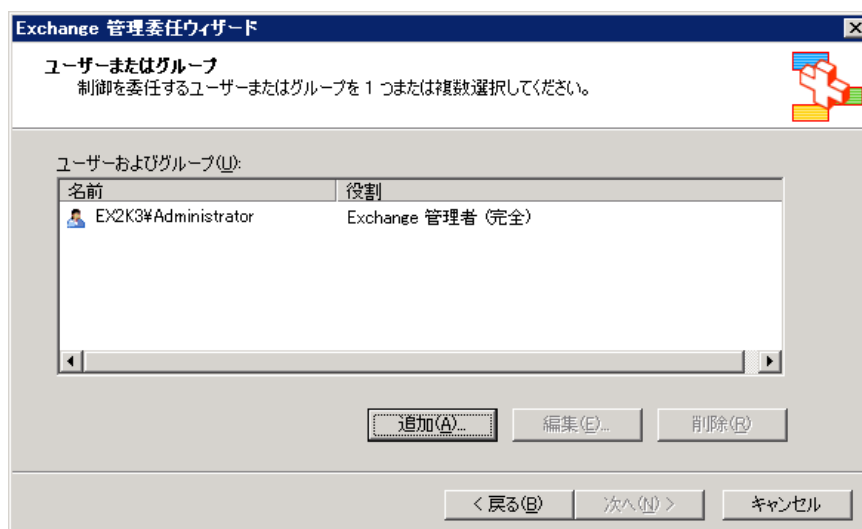 Exchange 管理委任ウィザード
ユーザーまたはグループ
制御を委任するユーザーまたはグループを 1 つまたは複数選択してください。
ユーザーおよびグループ(U):
名前 役割
EX2K3¥Administrator Exchange 管理者 (完全)
追加(A)... 編集(E)... 削除(R)
< 戻る(B) 次へ(N) > キャンセル